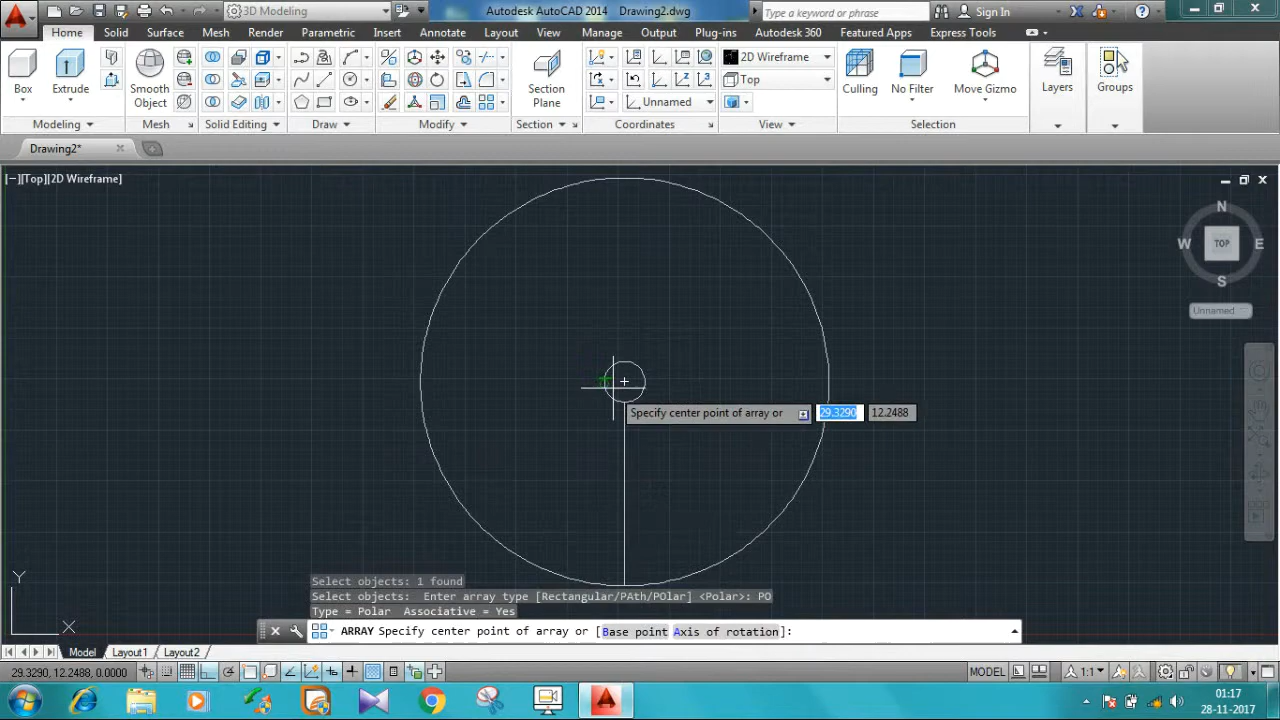 3D Modeling Autodesk AutoCAD 2014 Drawing2.dwg Type a keyword or phrase Sign In
Home Solid Surface Mesh Render Parametric Insert Annotate Layout View Manage Output Plug-ins Autodesk 360 Featured Apps Express Tools
2D Wireframe
Top
Unnamed
Box Extrude Smooth Object Section Plane Culling No Filter Move Gizmo Layers Groups
Modeling Mesh Solid Editing Draw Modify Section Coordinates View Selection
Drawing2*
[−][Top][2D Wireframe]
N
W TOP E
S
Unnamed
Specify center point of array or 29.3290 12.2488
Select objects: 1 found
Select objects: Enter array type [Rectangular/PAth/POlar] <Polar>: PO
Type = Polar Associative = Yes
Y
X
ARRAY Specify center point of array or [Base point Axis of rotation]:
Model Layout1 Layout2
29.3290, 12.2488, 0.0000 MODEL 1:1
01:17
28-11-2017